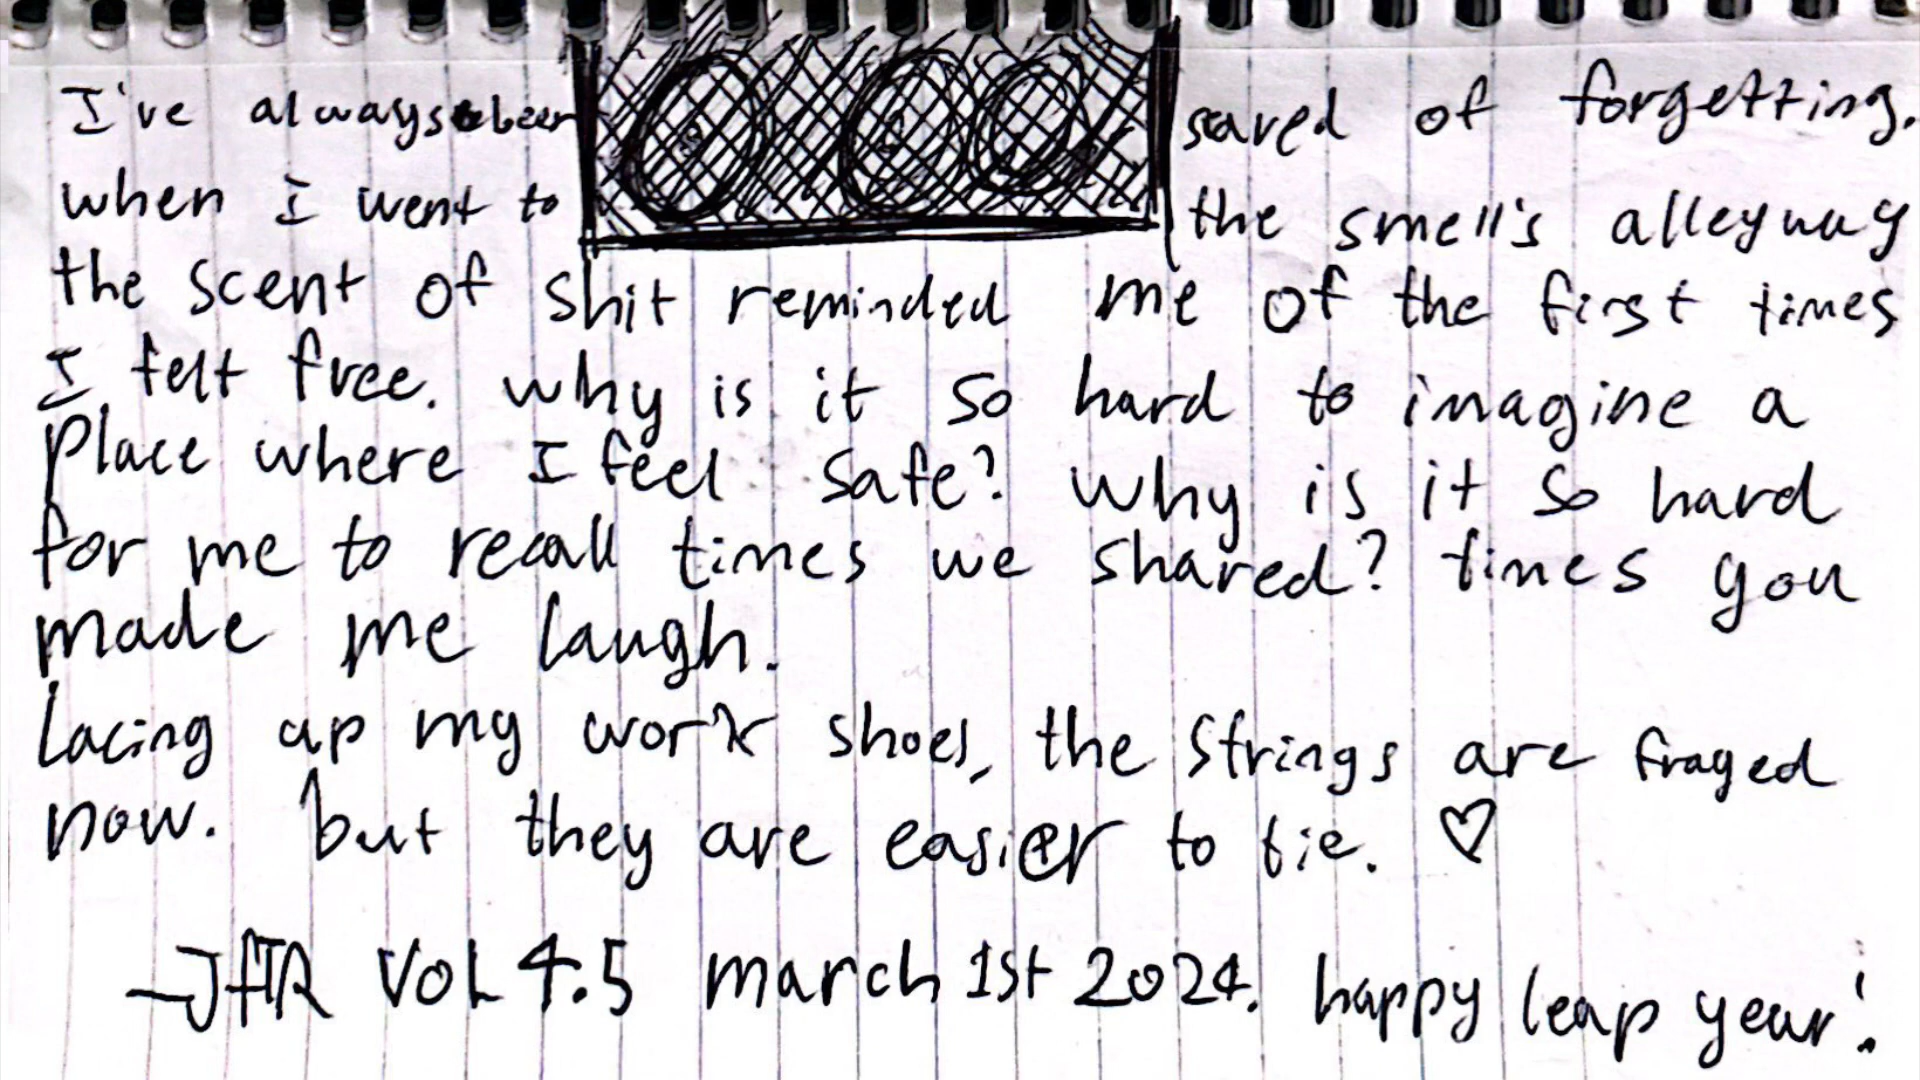 I've always been scared of forgetting.
when I went to the smell's alleyway
the scent of shit reminded me of the first times
I felt free. why is it so hard to imagine a
place where I feel safe? why is it so hard
for me to recall times we shared? times you
made me laugh.
Lacing up my work shoes, the strings are frayed
now. but they are easier to tie. ♡
—JfTR VOL 4.5 march 1st 2024. happy leap year!